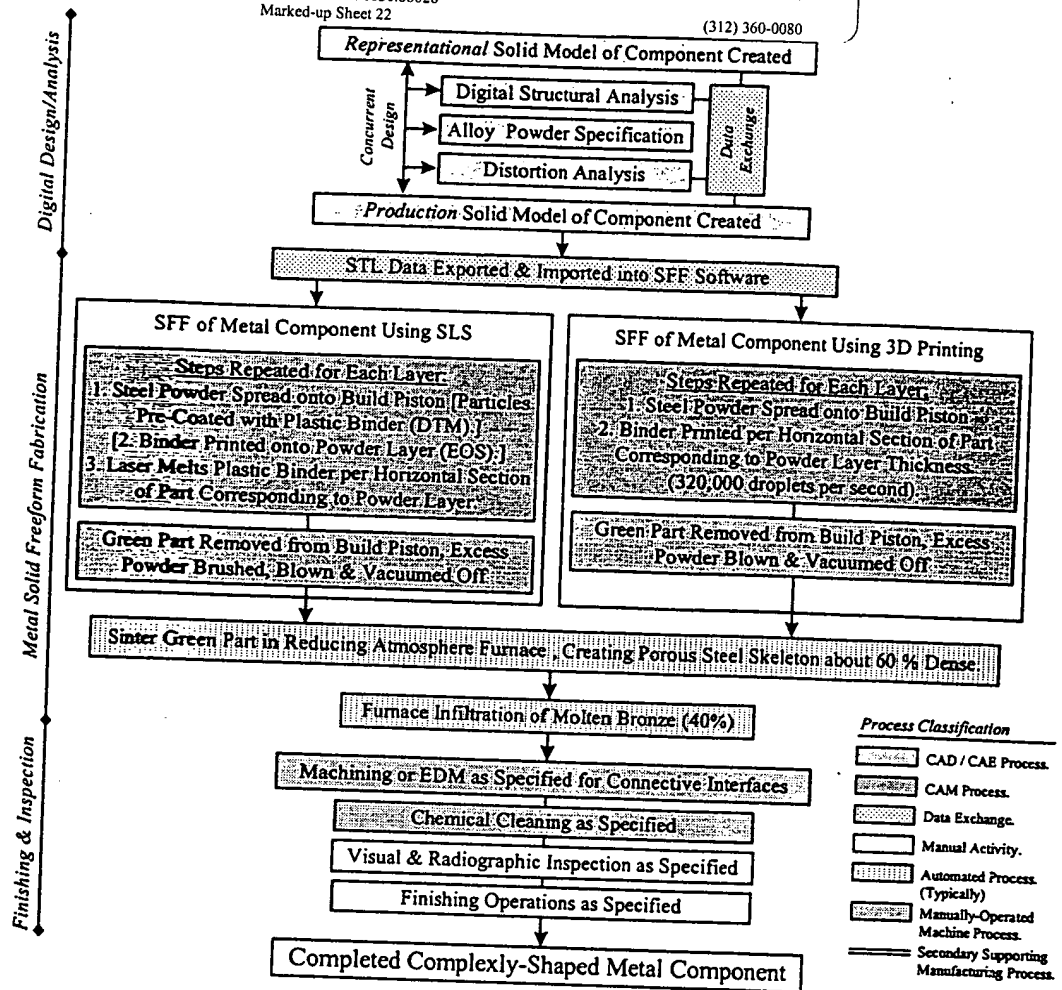 Marked-up Sheet 22
(312) 360-0080
Representational Solid Model of Component Created
Digital Structural Analysis
Alloy Powder Specification
Distortion Analysis
Concurrent
Design
Data
Exchange
Production Solid Model of Component Created
Digital Design/Analysis
STL Data Exported & Imported into SFF Software
SFF of Metal Component Using SLS
Steps Repeated for Each Layer:
1. Steel Powder Spread onto Build Piston [Particles
Pre-Coated with Plastic Binder (DTM).]
[2. Binder Printed onto Powder Layer (EOS).]
3. Laser Melts Plastic Binder per Horizontal Section
of Part Corresponding to Powder Layer
Green Part Removed from Build Piston, Excess
Powder Brushed, Blown & Vacuumed Off
SFF of Metal Component Using 3D Printing
Steps Repeated for Each Layer:
1. Steel Powder Spread onto Build Piston
2. Binder Printed per Horizontal Section of Part
Corresponding to Powder Layer Thickness
(320,000 droplets per second)
Green Part Removed from Build Piston, Excess
Powder Blown & Vacuumed Off
Metal Solid Freeform Fabrication
Sinter Green Part in Reducing Atmosphere Furnace, Creating Porous Steel Skeleton about 60 % Dense
Furnace Infiltration of Molten Bronze (40%)
Machining or EDM as Specified for Connective Interfaces
Chemical Cleaning as Specified
Visual & Radiographic Inspection as Specified
Finishing Operations as Specified
Completed Complexly-Shaped Metal Component
Finishing & Inspection
Process Classification
CAD / CAE Process.
CAM Process.
Data Exchange.
Manual Activity.
Automated Process.
(Typically)
Manually-Operated
Machine Process.
Secondary Supporting
Manufacturing Process.